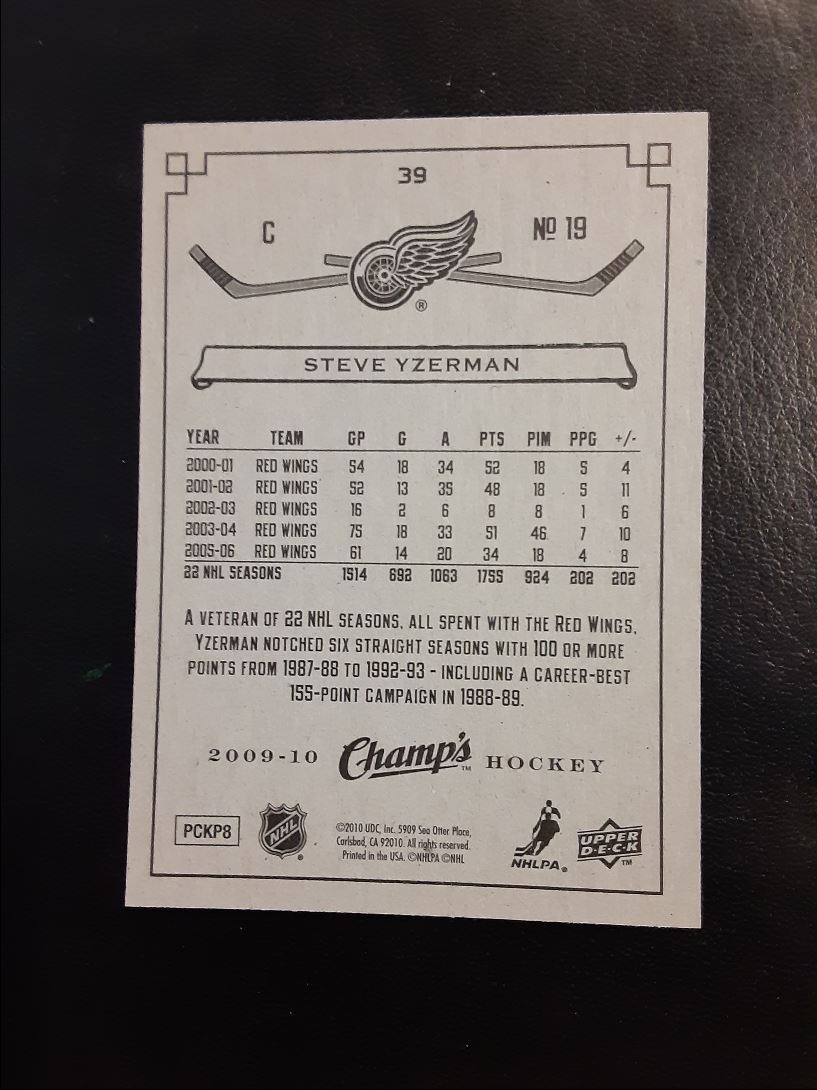 39
C
Nº 19
®
STEVE YZERMAN
YEAR TEAM GP G A PTS PIM PPG +/-
2000-01 RED WINGS 54 18 34 52 18 5 4
2001-02 RED WINGS 52 13 35 48 18 5 11
2002-03 RED WINGS 16 2 6 8 8 1 6
2003-04 RED WINGS 75 18 33 51 46 7 10
2005-06 RED WINGS 61 14 20 34 18 4 8
22 NHL SEASONS 1514 692 1063 1755 924 202 202
A VETERAN OF 22 NHL SEASONS, ALL SPENT WITH THE RED WINGS,
YZERMAN NOTCHED SIX STRAIGHT SEASONS WITH 100 OR MORE
POINTS FROM 1987-88 TO 1992-93 - INCLUDING A CAREER-BEST
155-POINT CAMPAIGN IN 1988-89.
2009-10 Champ's™ HOCKEY
PCKP8
NHL®
©2010 UDC, Inc. 5909 Sea Otter Place,
Carlsbad, CA 92010. All rights reserved.
Printed in the USA. ©NHLPA ©NHL
NHLPA®
UPPER
D·E·C·K™